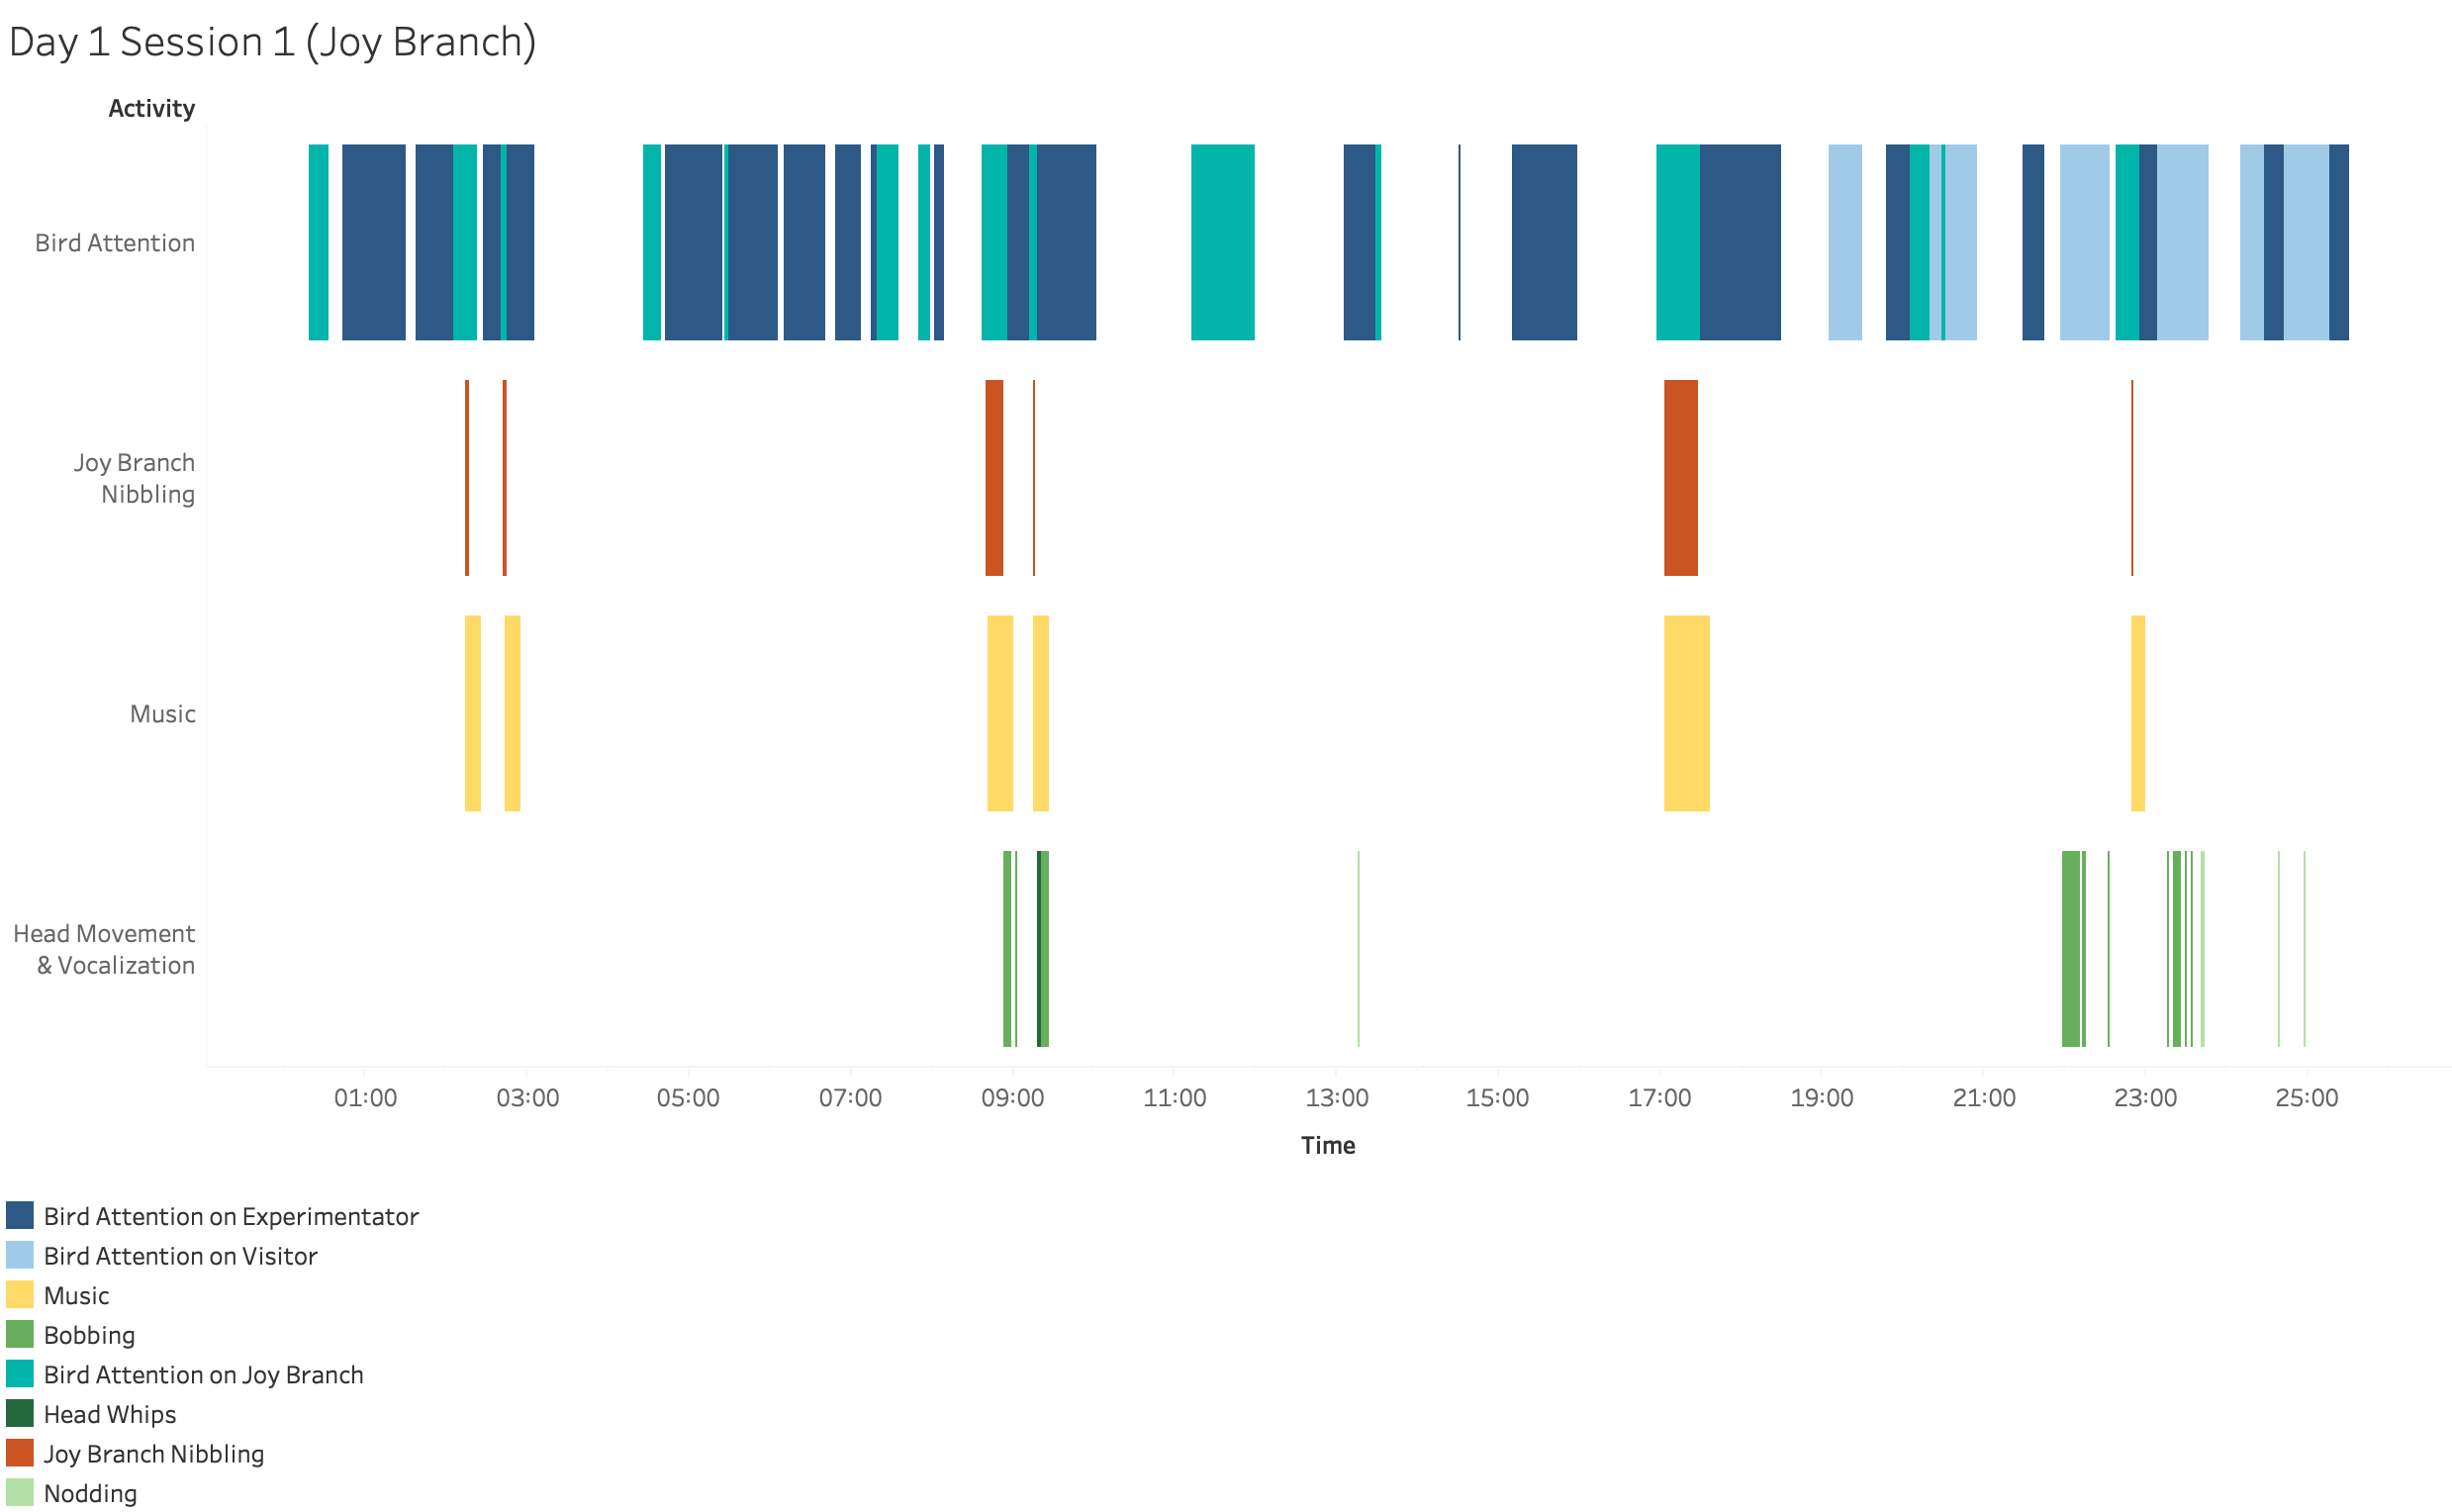 Day 1 Session 1 (Joy Branch)
Activity
Bird Attention
Joy Branch
Nibbling
Music
Head Movement
& Vocalization
01:00 03:00 05:00 07:00 09:00 11:00 13:00 15:00 17:00 19:00 21:00 23:00 25:00
Time
Bird Attention on Experimentator
Bird Attention on Visitor
Music
Bobbing
Bird Attention on Joy Branch
Head Whips
Joy Branch Nibbling
Nodding